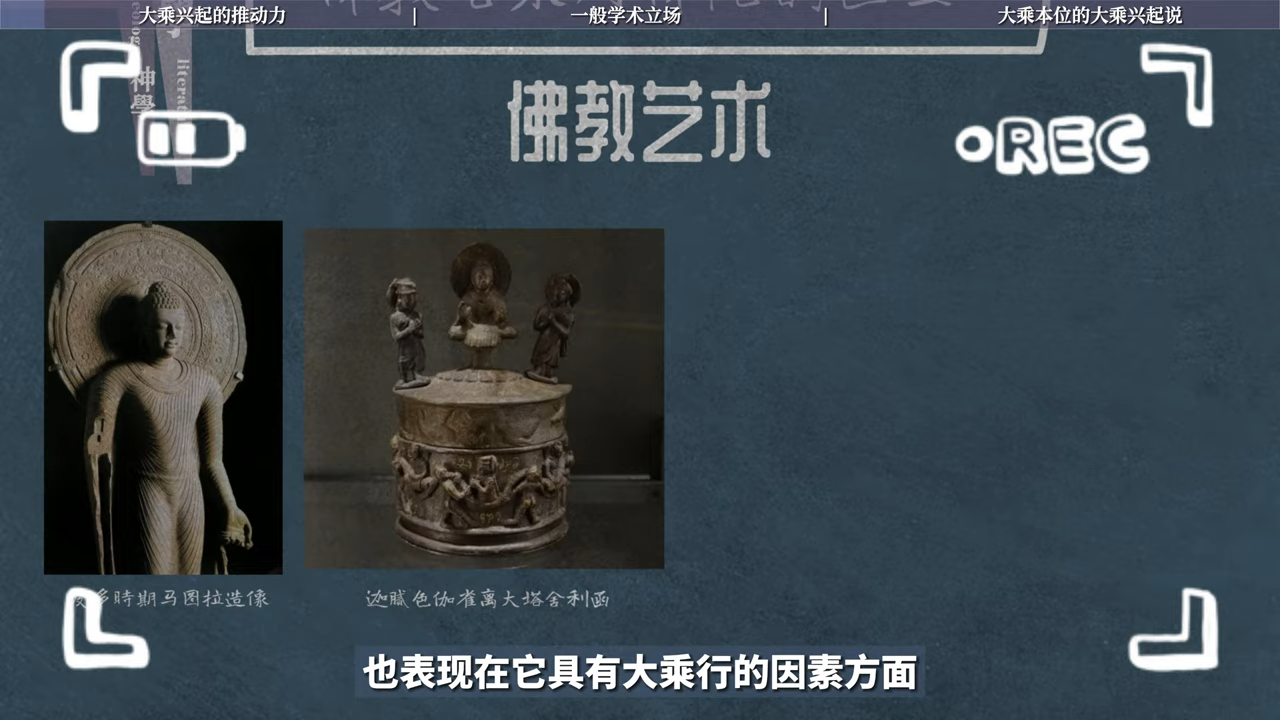 大乘兴起的推动力 | 一般学术立场 | 大乘本位的大乘兴起说
神學
佛教艺术
REC
多時期马图拉造像
迦腻色伽雀离大塔舍利函
也表现在它具有大乘行的因素方面